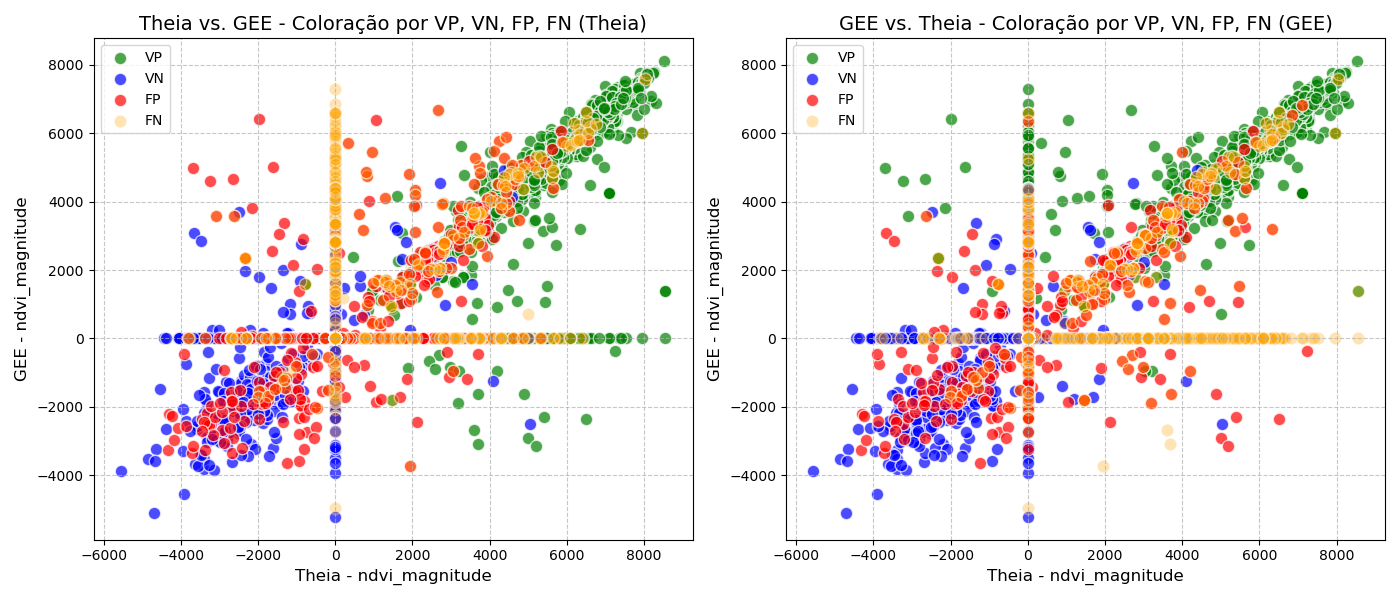 Theia vs. GEE - Coloração por VP, VN, FP, FN (Theia)
VP
VN
FP
FN
8000
6000
4000
2000
0
−2000
−4000
GEE - ndvi_magnitude
−6000 −4000 −2000 0 2000 4000 6000 8000
Theia - ndvi_magnitude
GEE vs. Theia - Coloração por VP, VN, FP, FN (GEE)
VP
VN
FP
FN
8000
6000
4000
2000
0
−2000
−4000
GEE - ndvi_magnitude
−6000 −4000 −2000 0 2000 4000 6000 8000
Theia - ndvi_magnitude